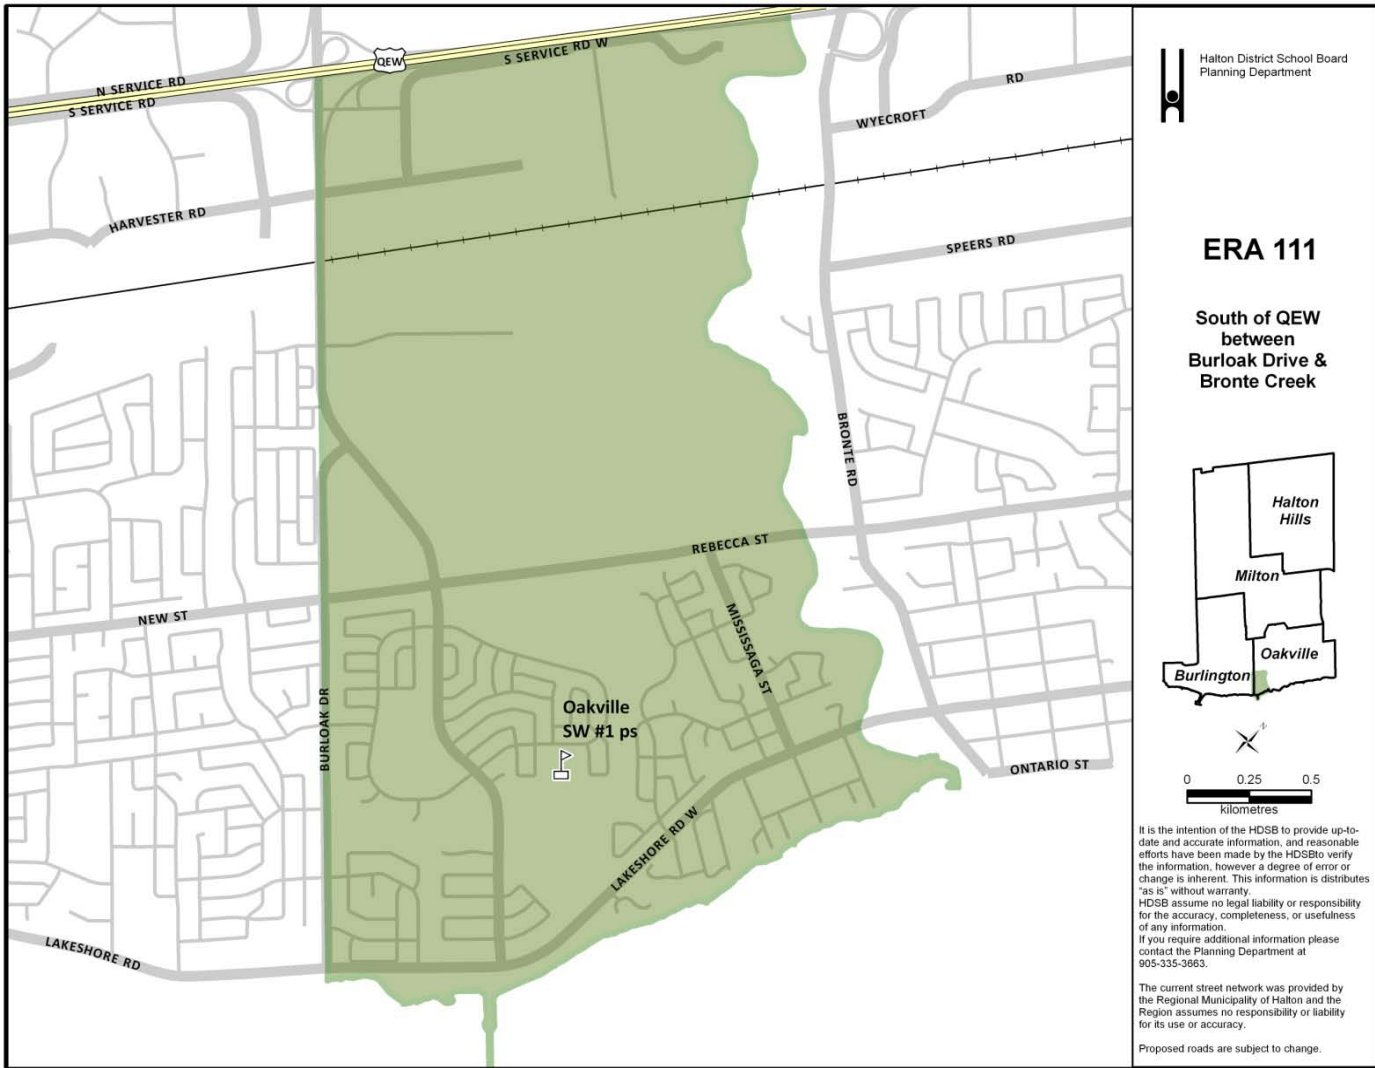 N SERVICE RD
S SERVICE RD
QEW
S SERVICE RD W
WYECROFT
RD
HARVESTER RD
SPEERS RD
BRONTE RD
REBECCA ST
NEW ST
MISSISSAGA ST
BURLOAK DR
Oakville
SW #1 ps
ONTARIO ST
LAKESHORE RD W
LAKESHORE RD
Halton District School Board
Planning Department
ERA 111
South of QEW
between
Burloak Drive &
Bronte Creek
Halton
Hills
Milton
Oakville
Burlington
N
0 0.25 0.5
kilometres
It is the intention of the HDSB to provide up-to-
date and accurate information, and reasonable
efforts have been made by the HDSBto verify
the information, however a degree of error or
change is inherent. This information is distributes
"as is" without warranty.
HDSB assume no legal liability or responsibility
for the accuracy, completeness, or usefulness
of any information.
If you require additional information please
contact the Planning Department at
905-335-3663.
The current street network was provided by
the Regional Municipality of Halton and the
Region assumes no responsibility or liability
for its use or accuracy.
Proposed roads are subject to change.